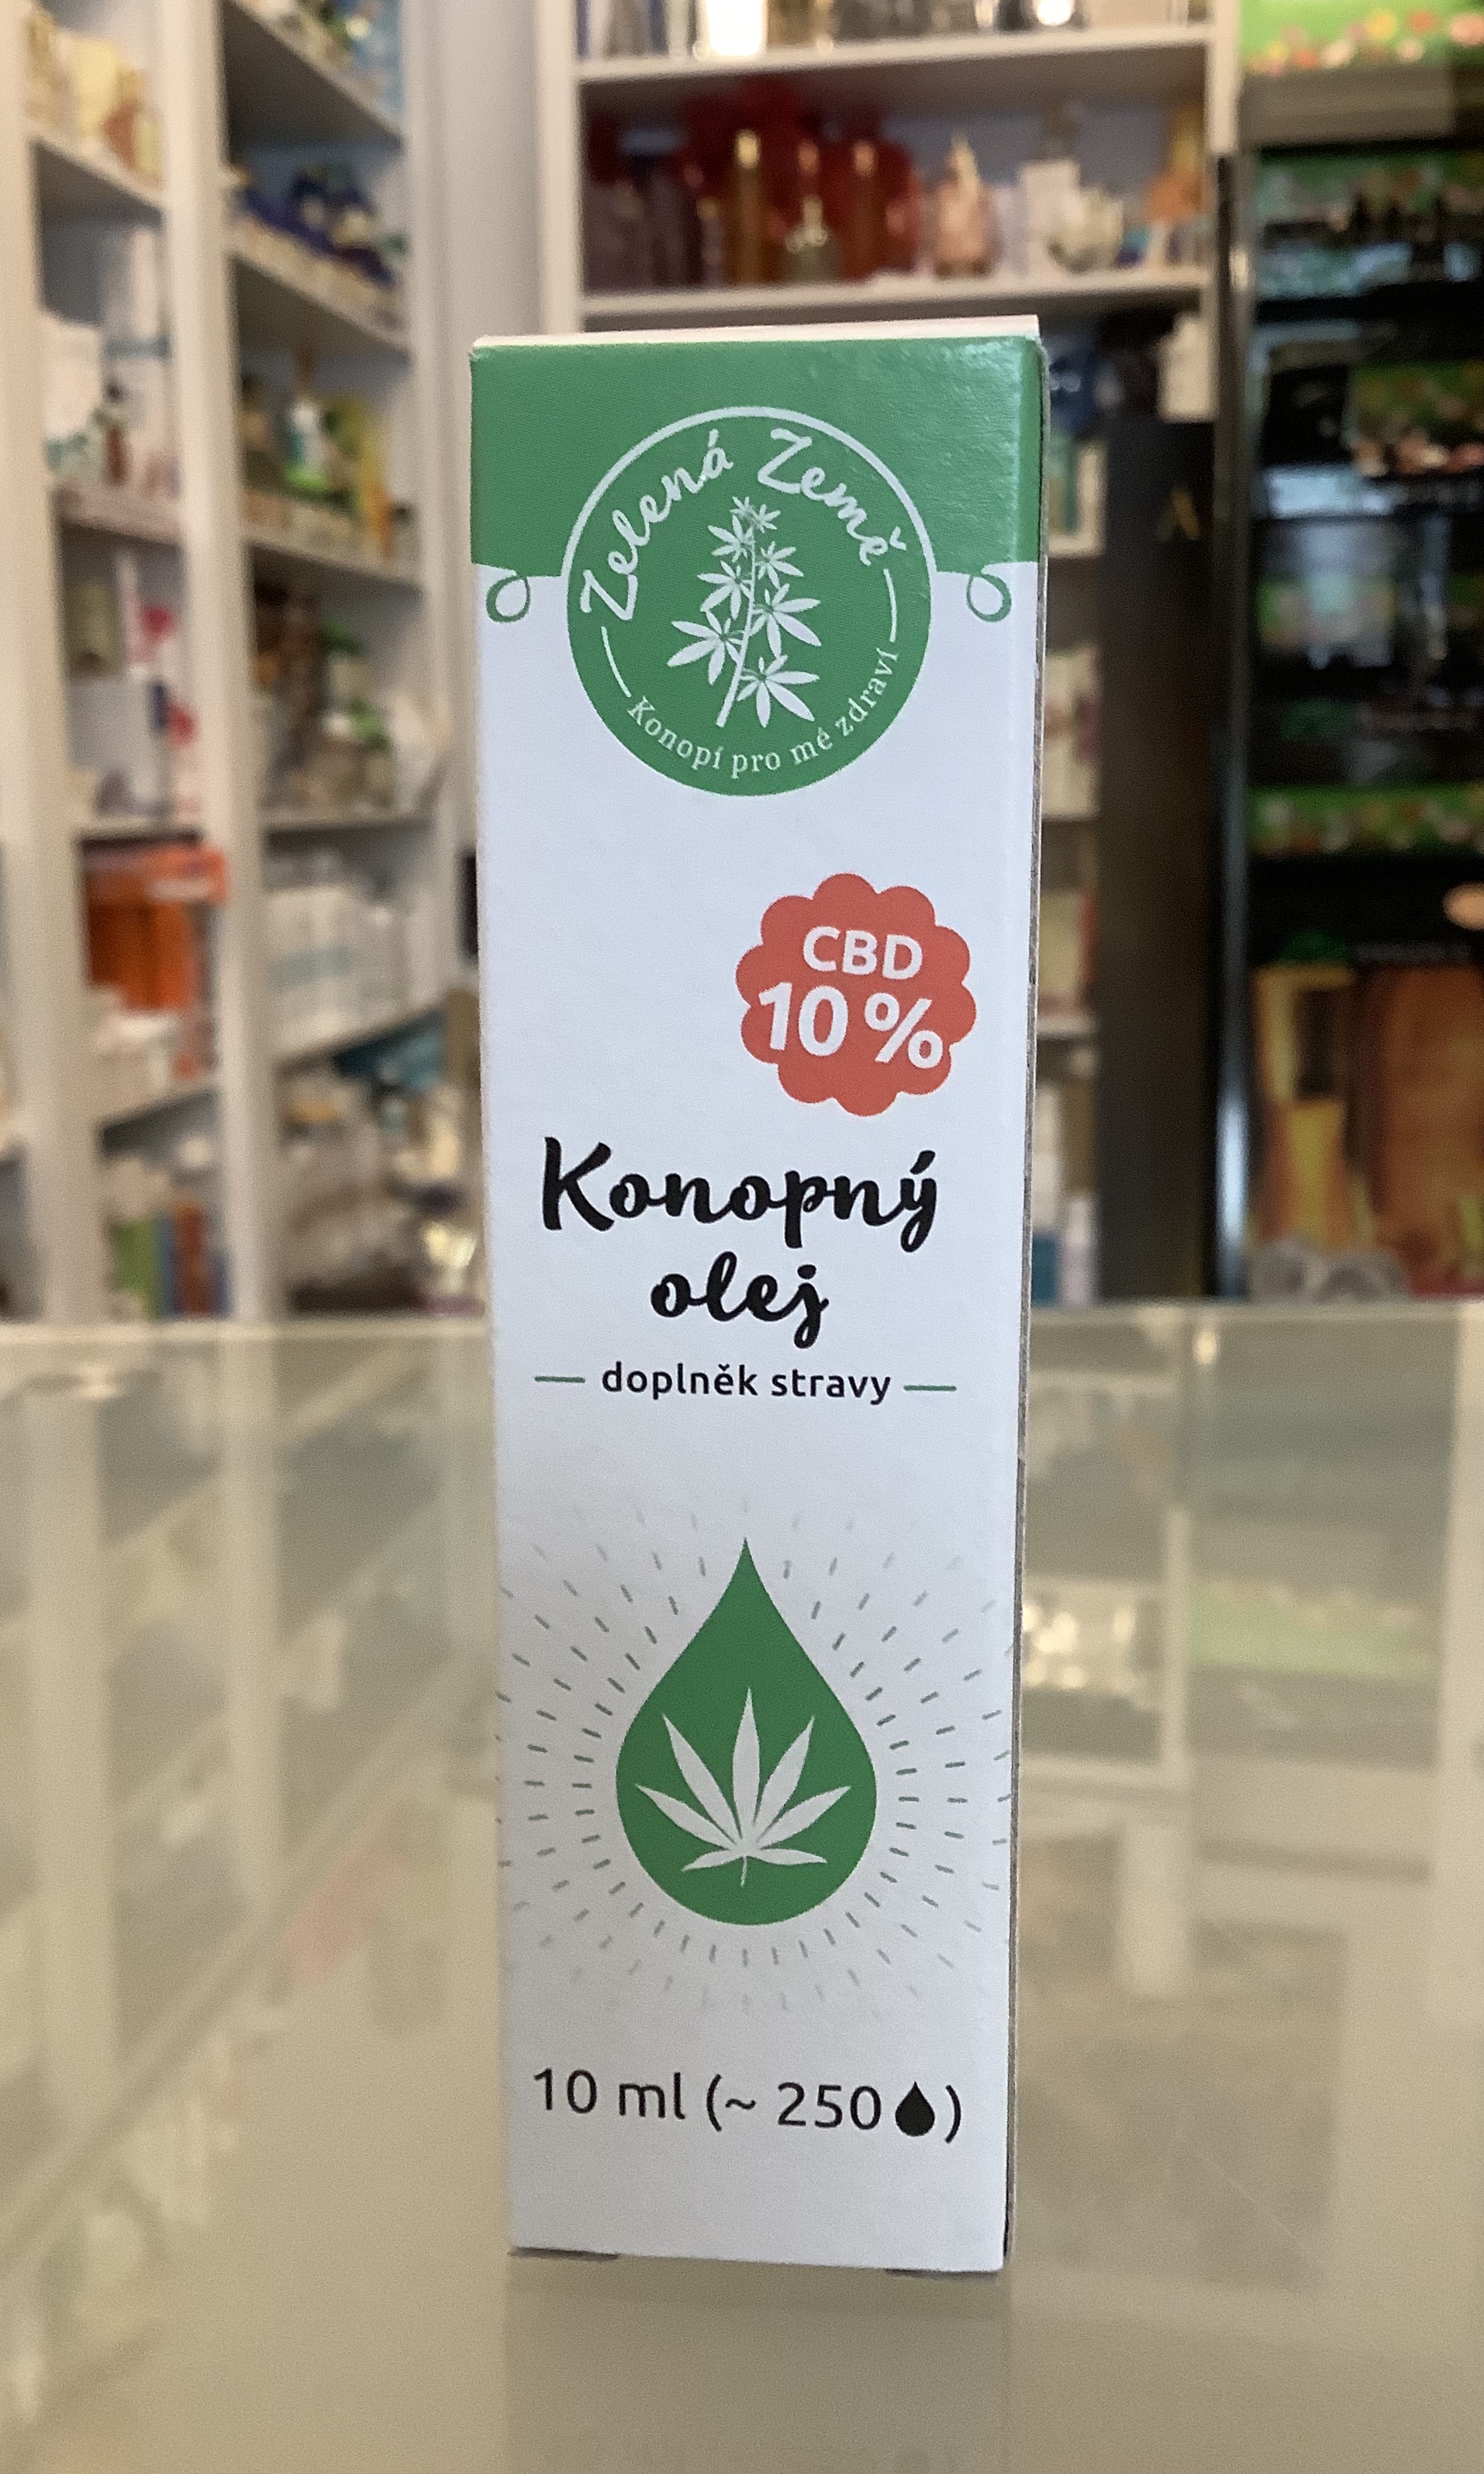 Zelená Země
Konopí pro mé zdraví
CBD
10 %
Konopný
olej
doplněk stravy
10 ml (~ 250 )